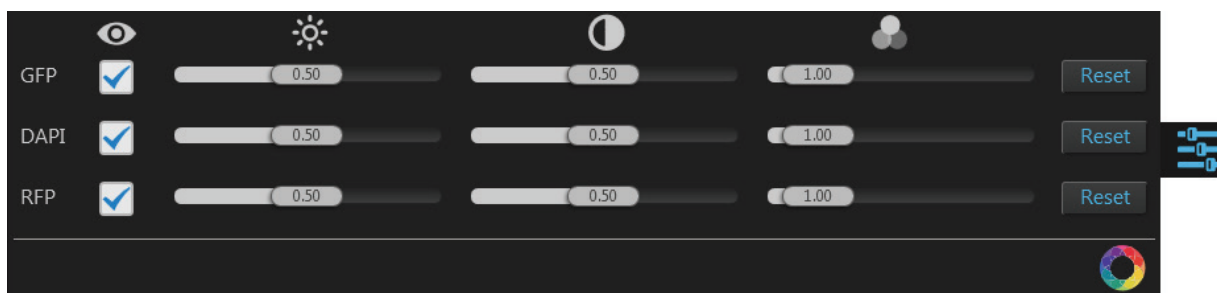 GFP 0.50 0.50 1.00 Reset
DAPI 0.50 0.50 1.00 Reset
RFP 0.50 0.50 1.00 Reset